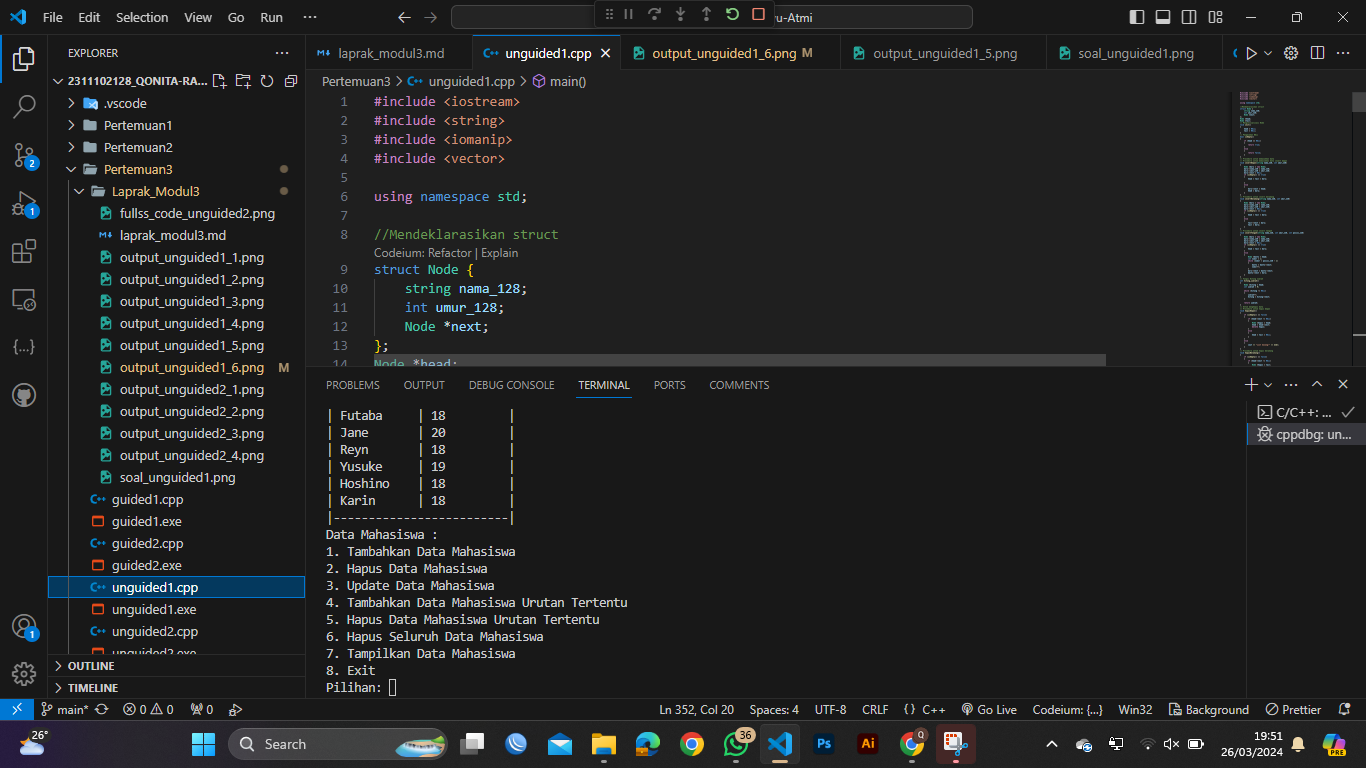 File Edit Selection View Go Run ···
ru-Atmi
EXPLORER ···
2311102128_QONITA-RA...
.vscode
Pertemuan1
Pertemuan2
Pertemuan3
Laprak_Modul3
fullss_code_unguided2.png
laprak_modul3.md
output_unguided1_1.png
output_unguided1_2.png
output_unguided1_3.png
output_unguided1_4.png
output_unguided1_5.png
output_unguided1_6.png M
output_unguided2_1.png
output_unguided2_2.png
output_unguided2_3.png
output_unguided2_4.png
soal_unguided1.png
guided1.cpp
guided1.exe
guided2.cpp
guided2.exe
unguided1.cpp
unguided1.exe
unguided2.cpp
unguided2.exe
OUTLINE
TIMELINE
2
1
1
laprak_modul3.md unguided1.cpp output_unguided1_6.png M output_unguided1_5.png soal_unguided1.png
Pertemuan3 > unguided1.cpp > main()
1 #include <iostream>
2 #include <string>
3 #include <iomanip>
4 #include <vector>
5
6 using namespace std;
7
8 //Mendeklarasikan struct
Codeium: Refactor | Explain
9 struct Node {
10 string nama_128;
11 int umur_128;
12 Node *next;
13 };
14 Node *head;
PROBLEMS OUTPUT DEBUG CONSOLE TERMINAL PORTS COMMENTS
C/C++: ...
cppdbg: un...
| Futaba | 18 |
| Jane | 20 |
| Reyn | 18 |
| Yusuke | 19 |
| Hoshino | 18 |
| Karin | 18 |
|-------------------------|
Data Mahasiswa :
1. Tambahkan Data Mahasiswa
2. Hapus Data Mahasiswa
3. Update Data Mahasiswa
4. Tambahkan Data Mahasiswa Urutan Tertentu
5. Hapus Data Mahasiswa Urutan Tertentu
6. Hapus Seluruh Data Mahasiswa
7. Tampilkan Data Mahasiswa
8. Exit
Pilihan:
main* 0 0 0 Ln 352, Col 20 Spaces: 4 UTF-8 CRLF {} C++ Go Live Codeium: {...} Win32 Background Prettier
26° Search 36 Ps Ai Q 19:51 PRE
26/03/2024